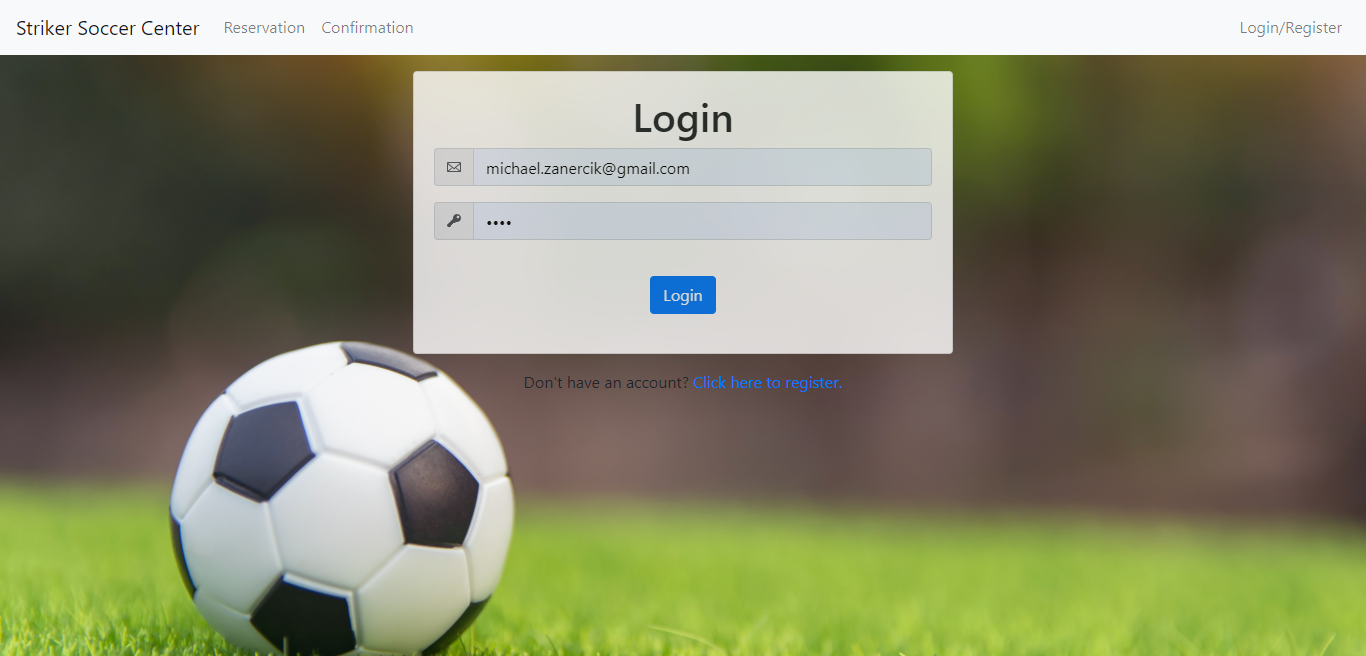 Striker Soccer Center Reservation Confirmation Login/Register
Login
michael.zanercik@gmail.com
••••
Login
Don't have an account? Click here to register.